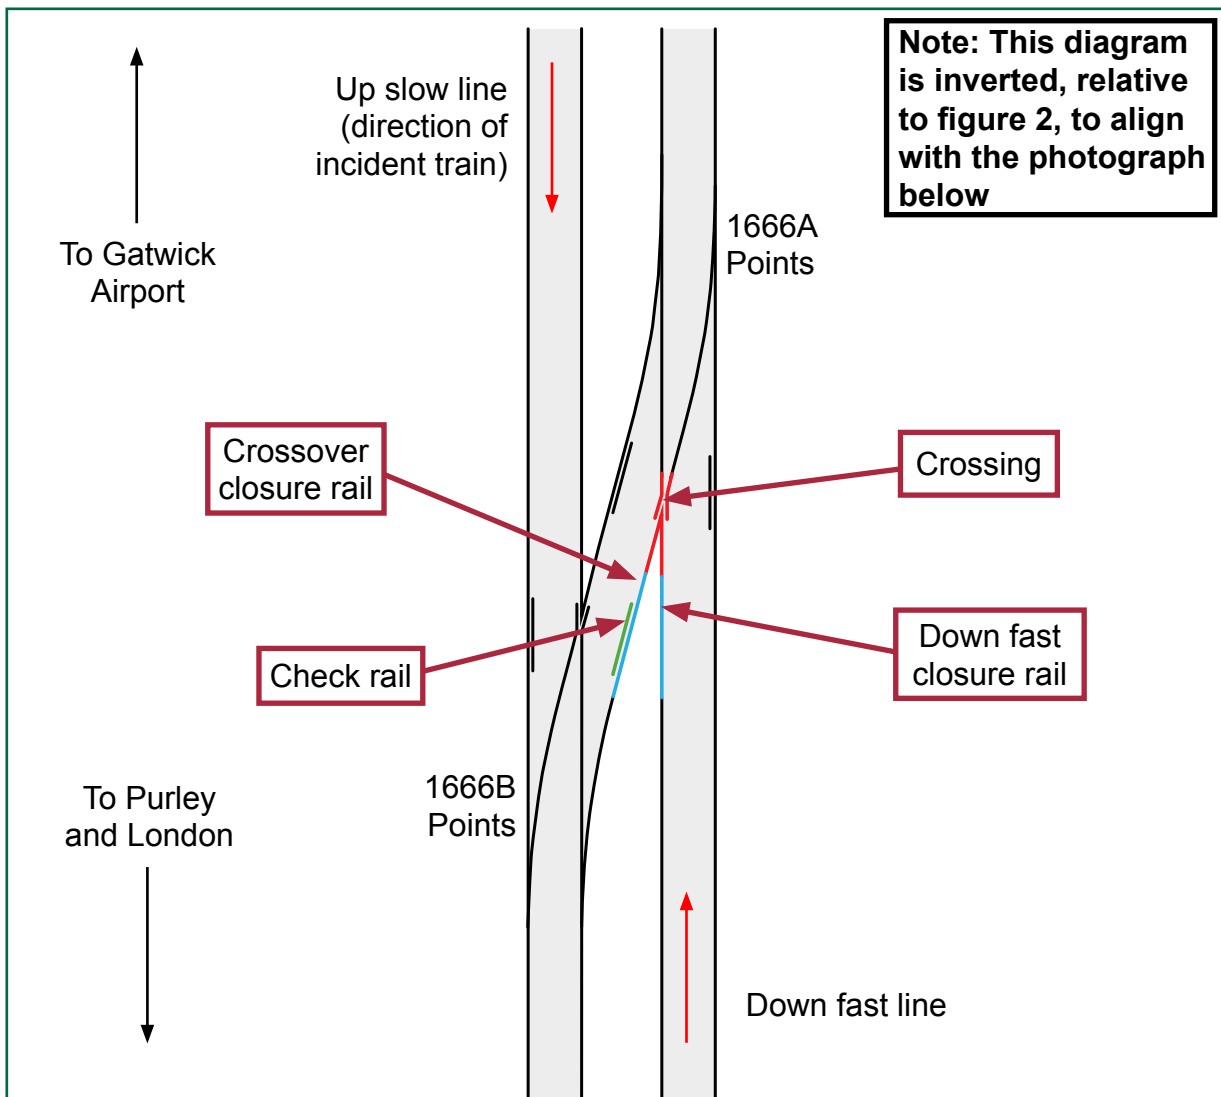 Note: This diagram
is inverted, relative
to figure 2, to align
with the photograph
below
Up slow line
(direction of
incident train)
To Gatwick
Airport
1666A
Points
Crossover
closure rail
Crossing
Check rail
Down fast
closure rail
1666B
Points
To Purley
and London
Down fast line